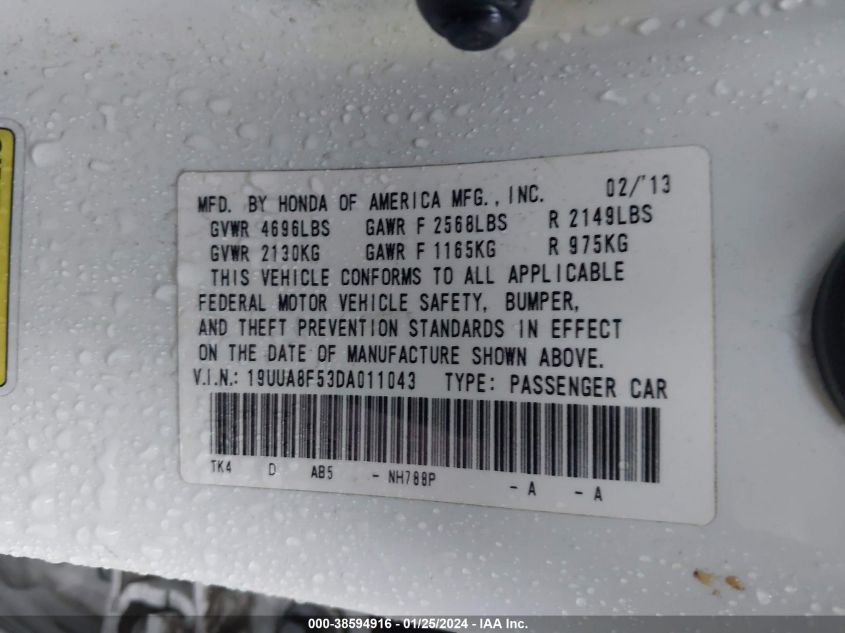 MFD. BY HONDA OF AMERICA MFG., INC. 02/'13
GVWR 4696LBS GAWR F 2568LBS R 2149LBS
GVWR 2130KG GAWR F 1165KG R 975KG
THIS VEHICLE CONFORMS TO ALL APPLICABLE
FEDERAL MOTOR VEHICLE SAFETY, BUMPER,
AND THEFT PREVENTION STANDARDS IN EFFECT
ON THE DATE OF MANUFACTURE SHOWN ABOVE.
V.I.N.: 19UUA8F53DA011043 TYPE: PASSENGER CAR
TK4 D AB5 - NH788P - A - A
000-38594916 - 01/25/2024 - IAA Inc.